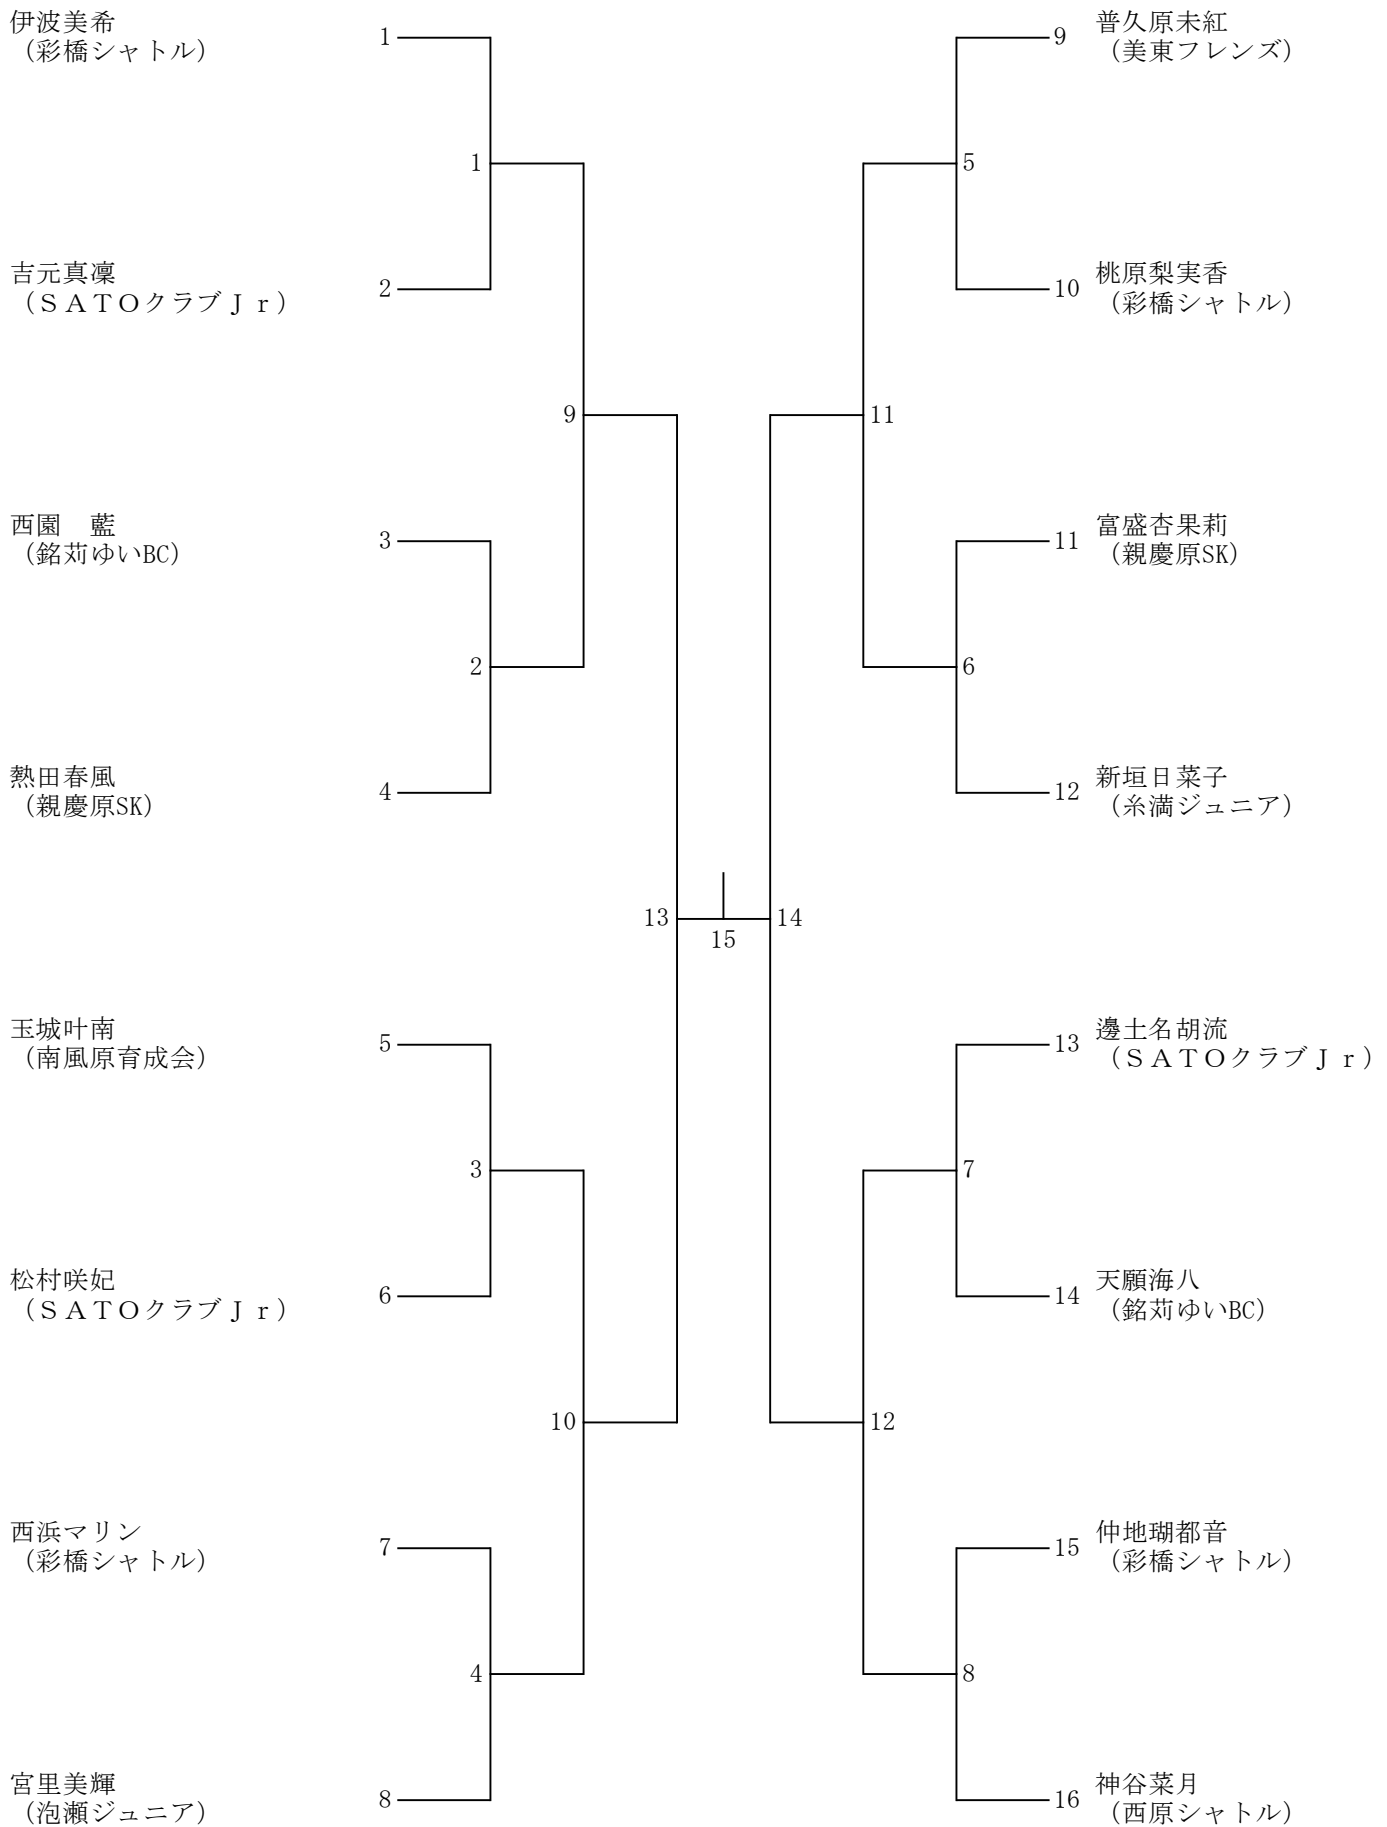 伊波美希
（彩橋シャトル）
1
1
吉元真凜
（ＳＡＴＯクラブＪｒ）
2
9
西園　藍
（銘苅ゆいBC）
3
2
熱田春風
（親慶原SK）
4
13
玉城叶南
（南風原育成会）
5
3
松村咲妃
（ＳＡＴＯクラブＪｒ）
6
10
西浜マリン
（彩橋シャトル）
7
4
宮里美輝
（泡瀬ジュニア）
8
15
9
普久原未紅
（美東フレンズ）
5
10
桃原梨実香
（彩橋シャトル）
11
11
富盛杏果莉
（親慶原SK）
6
12
新垣日菜子
（糸満ジュニア）
14
13
邊土名胡流
（ＳＡＴＯクラブＪｒ）
7
14
天願海八
（銘苅ゆいBC）
12
15
仲地瑚都音
（彩橋シャトル）
8
16
神谷菜月
（西原シャトル）